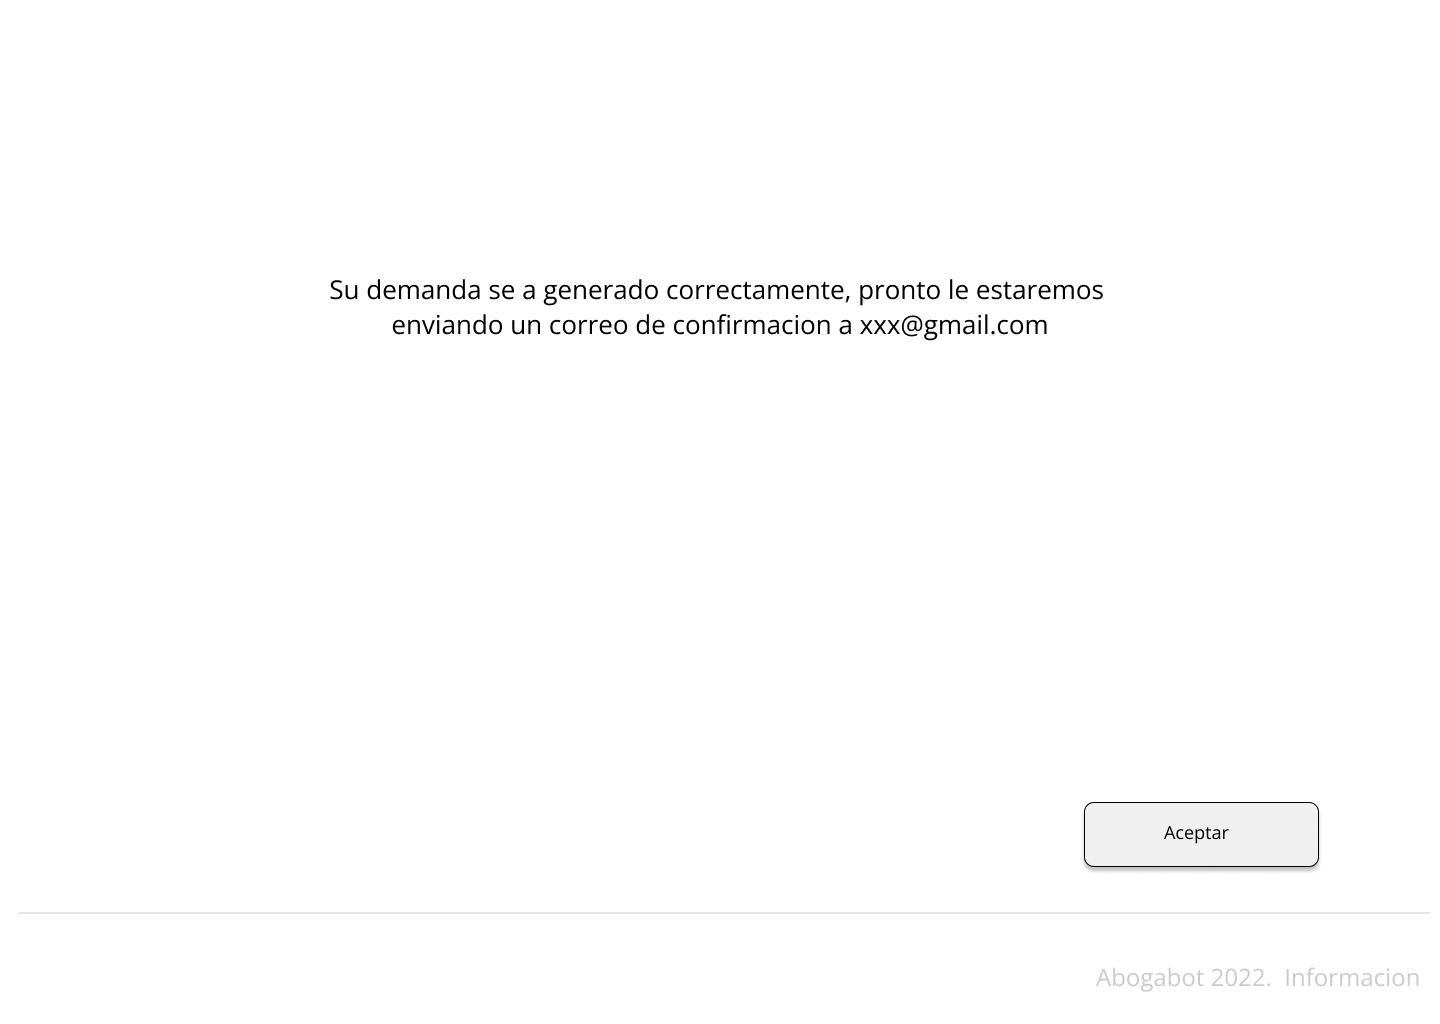 Su demanda se a generado correctamente, pronto le estaremos
enviando un correo de confirmacion a xxx@gmail.com
Aceptar
Abogabot 2022.  Informacion